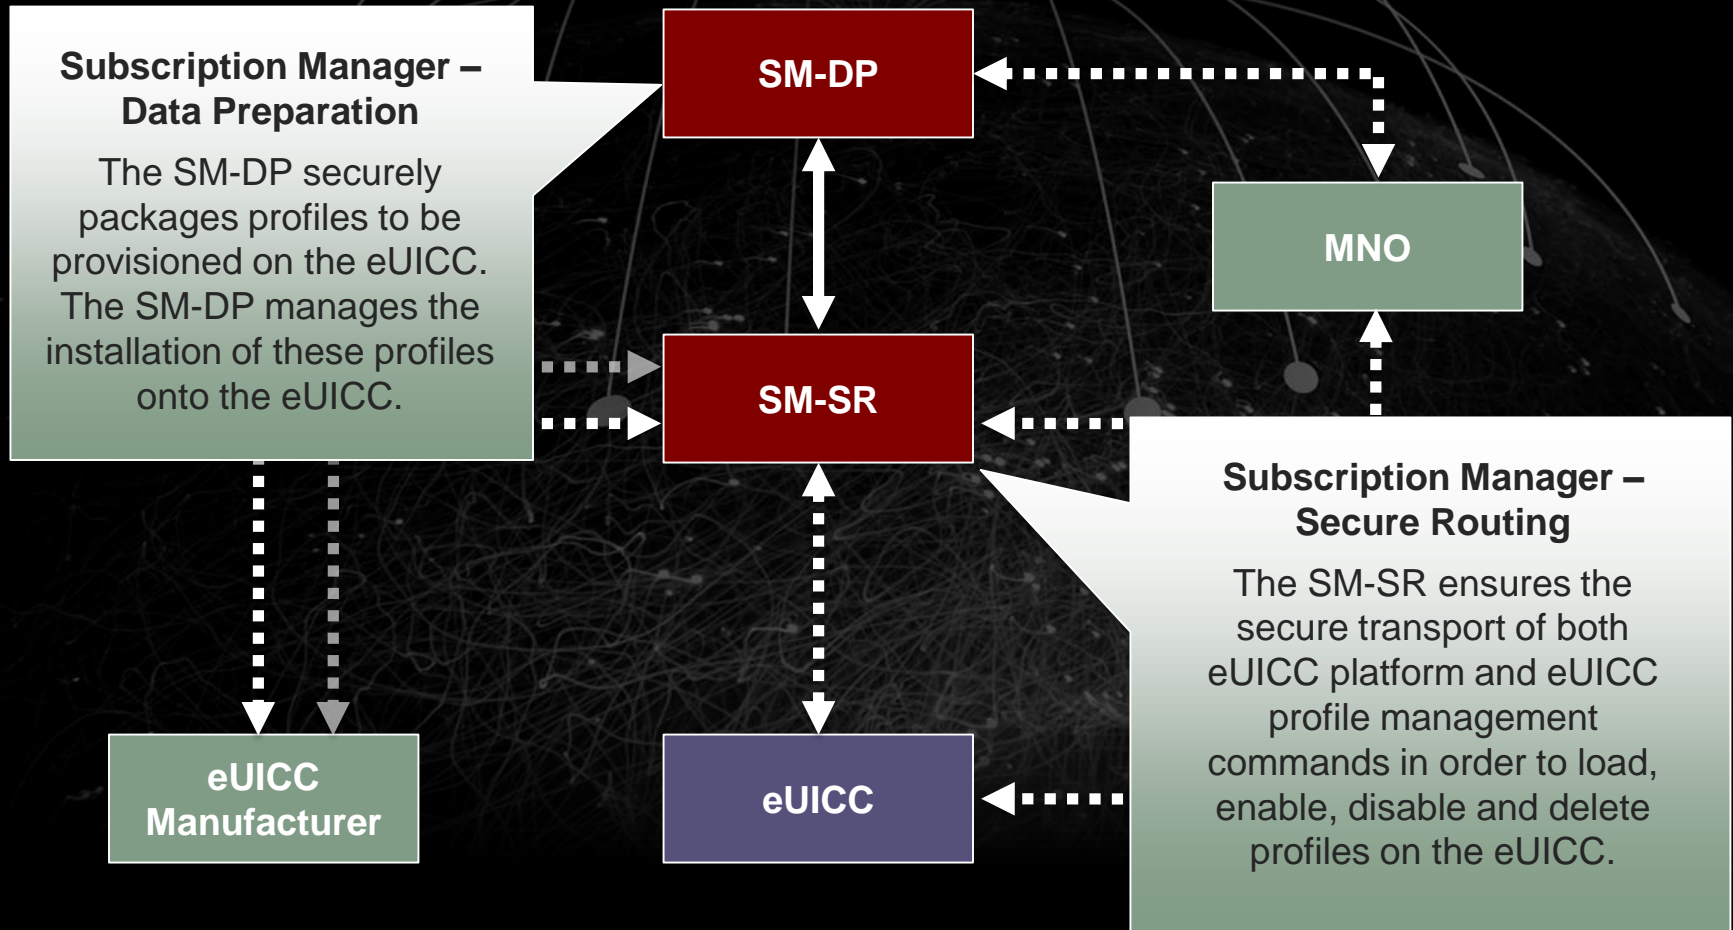 Subscription Manager –
Data Preparation
The SM-DP securely
packages profiles to be
provisioned on the eUICC.
The SM-DP manages the
installation of these profiles
onto the eUICC.
SM-DP
MNO
SM-SR
Subscription Manager –
Secure Routing
The SM-SR ensures the
secure transport of both
eUICC platform and eUICC
profile management
commands in order to load,
enable, disable and delete
profiles on the eUICC.
eUICC
Manufacturer
eUICC